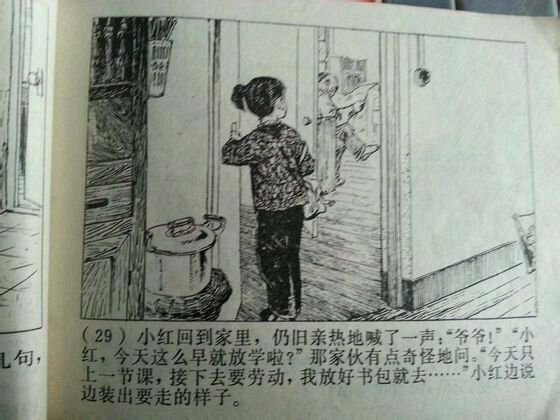 (29) 小红回到家里，仍旧亲热地喊了一声：“爷爷！” “小
红，今天这么早就放学啦？” 那家伙有点奇怪地问。“今天只
上一节课，接下去要劳动，我放好书包就去……” 小红边说
边装出要走的样子。
几句，